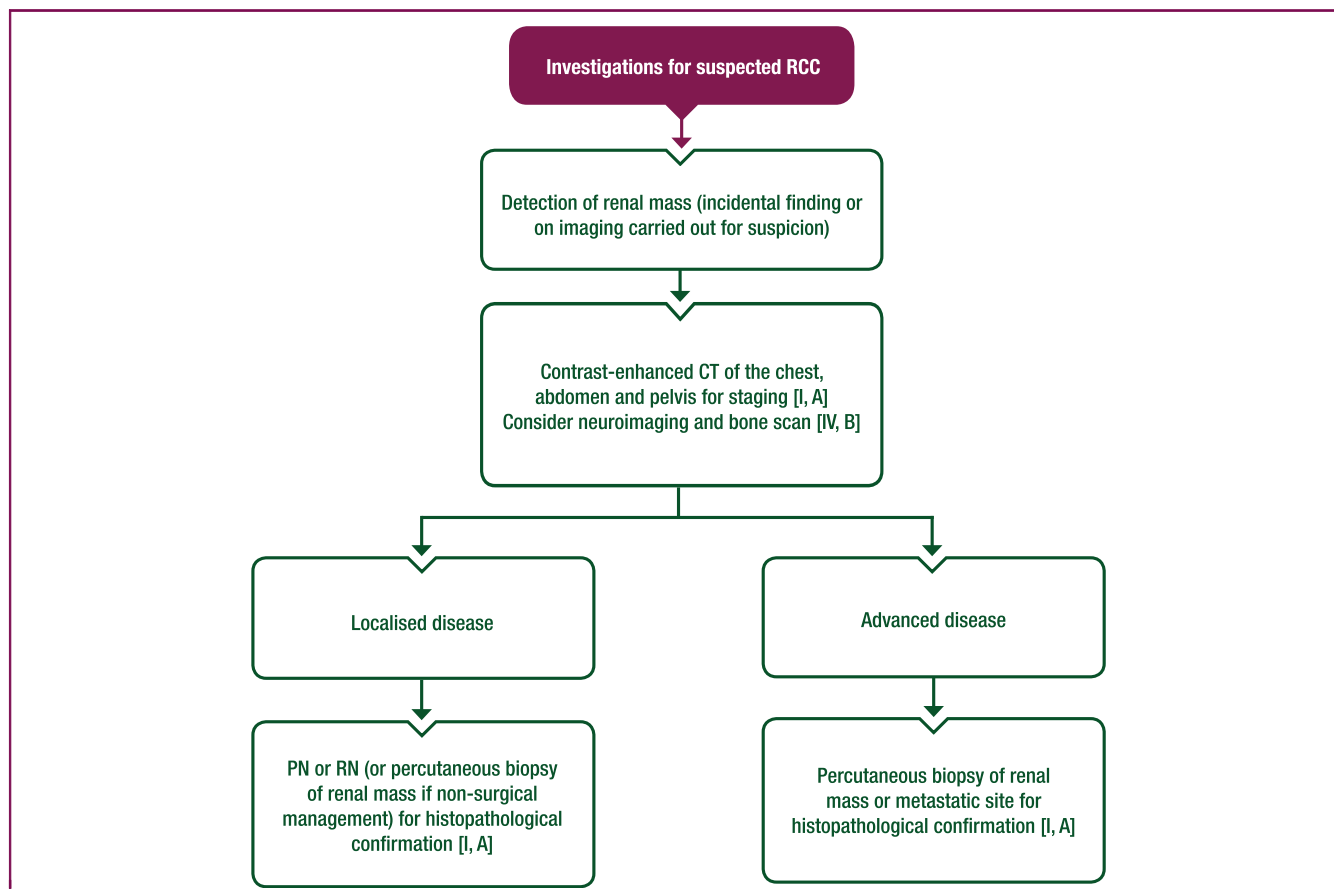 Investigations for suspected RCC
Detection of renal mass (incidental finding or
on imaging carried out for suspicion)
Contrast-enhanced CT of the chest,
abdomen and pelvis for staging [I, A]
Consider neuroimaging and bone scan [IV, B]
Localised disease
Advanced disease
PN or RN (or percutaneous biopsy
of renal mass if non-surgical
management) for histopathological
confirmation [I, A]
Percutaneous biopsy of renal
mass or metastatic site for
histopathological confirmation [I, A]